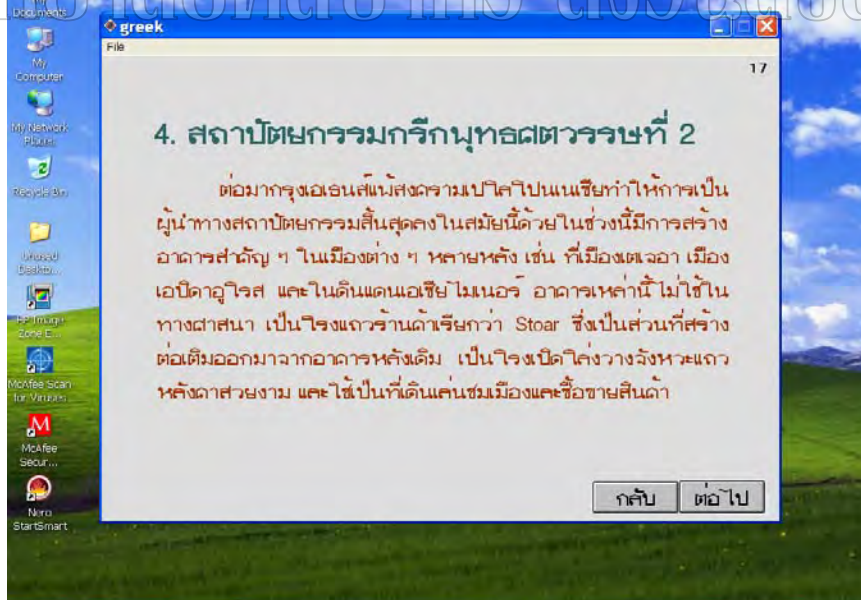 Documents
greek
File
My
Computer
17
My Network
Places
4. สถาปัตยกรรมกรีกพุทธศตวรรษที่ 2
Recycle Bin
ต่อมากรุงเอเธนส์แพ้สงครามเปโลโปนเนเซียทำให้การเป็น
ผู้นำทางสถาปัตยกรรมสิ้นสุดลงในสมัยนี้ด้วยในช่วงนี้มีการสร้าง
อาคารสำคัญ ๆ ในเมืองต่าง ๆ หลายหลัง เช่น ที่เมืองเตเจอา เมือง
เอปิดาอูโรส และในดินแดนเอเชียไมเนอร์ อาคารเหล่านี้ไม่ใช้ใน
ทางศาสนา เป็นโรงแถวร้านค้าเรียกว่า Stoar ซึ่งเป็นส่วนที่สร้าง
ต่อเติมออกมาจากอาคารหลังเดิม เป็นโรงเปิดโล่งวางจังหวะแถว
หลังคาสวยงาม และใช้เป็นที่เดินเล่นชมเมืองและซื้อขายสินค้า
Unused
Deskto...
HP Image
Zone E...
McAfee Scan
for Viruses
McAfee
Secur...
Nero
StartSmart
กลับ
ต่อไป